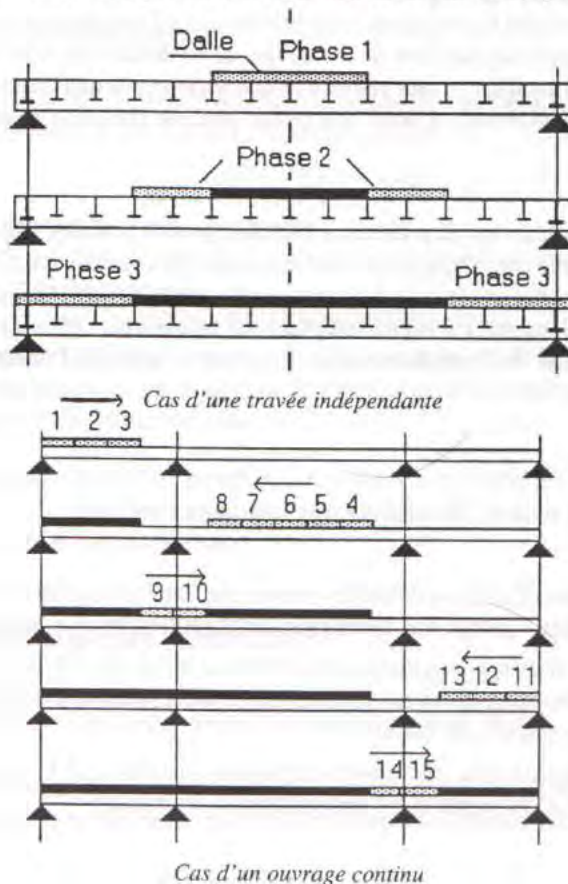 Dalle Phase 1
Phase 2
Phase 3 Phase 3
Cas d'une travée indépendante
1 2 3
8 7 6 5 4
9 10
13 12 11
14 15
Cas d'un ouvrage continu